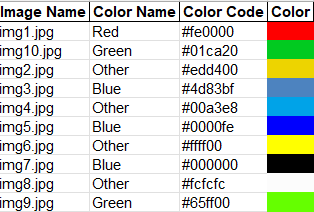 Image Name Color Name Color Code Color
img1.jpg Red #fe0000
img10.jpg Green #01ca20
img2.jpg Other #edd400
img3.jpg Blue #4d83bf
img4.jpg Other #00a3e8
img5.jpg Blue #0000fe
img6.jpg Other #ffff00
img7.jpg Blue #000000
img8.jpg Other #fcfcfc
img9.jpg Green #65ff00